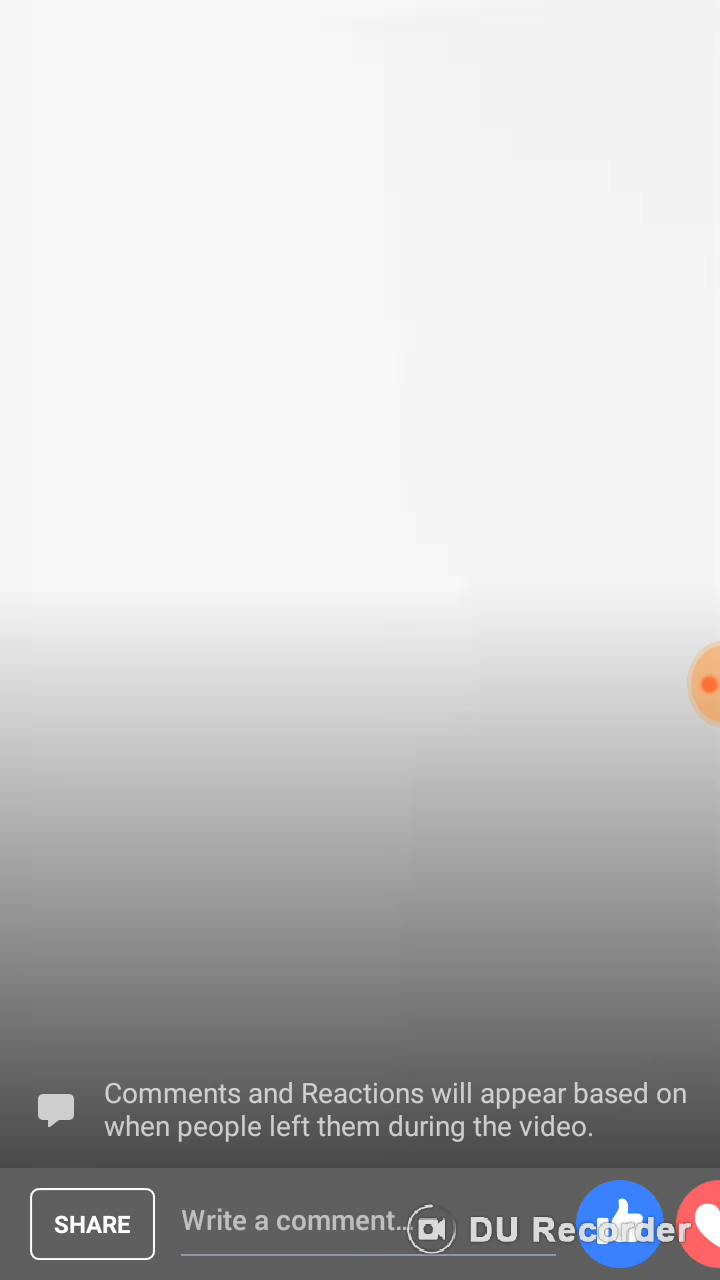 Comments and Reactions will appear based on
when people left them during the video.
SHARE
Write a comment...
DU Recorder